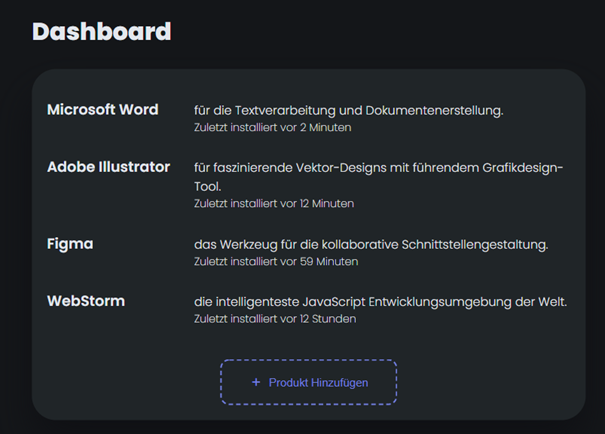 Dashboard
Microsoft Word
für die Textverarbeitung und Dokumentenerstellung.
Zuletzt installiert vor 2 Minuten
Adobe Illustrator
für faszinierende Vektor-Designs mit führendem Grafikdesign-
Tool.
Zuletzt installiert vor 12 Minuten
Figma
das Werkzeug für die kollaborative Schnittstellengestaltung.
Zuletzt installiert vor 59 Minuten
WebStorm
die intelligenteste JavaScript Entwicklungsumgebung der Welt.
Zuletzt installiert vor 12 Stunden
+ Produkt Hinzufügen